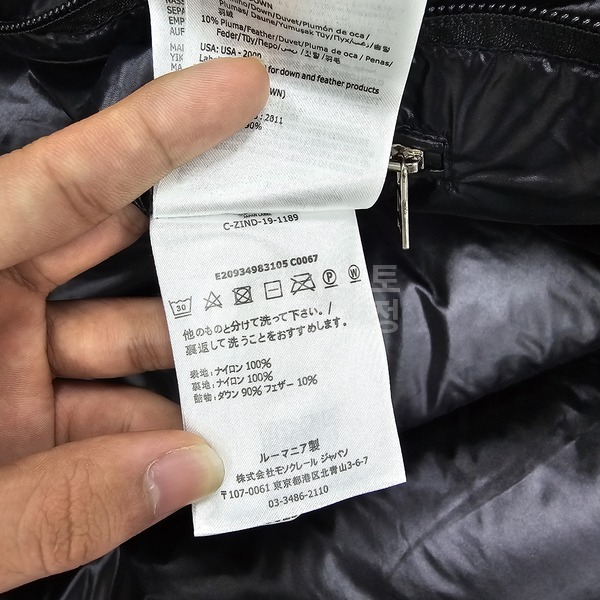 10% Piuma/Feather/Duvet/Pluma de oca/Penas/
USA: USA - 2000
for down and feather products
2011
90%
C-ZIND-19-1189
E20934983105 C0067
30
P
W
他のものと分けて洗って下さい。/
裏返して洗うことをおすすめします。
表地: ナイロン 100%
裏地: ナイロン 100%
詰物: ダウン 90% フェザー 10%
ルーマニア製
株式会社モンクレール ジャパン
〒107-0061 東京都港区北青山3-6-7
03-3486-2110